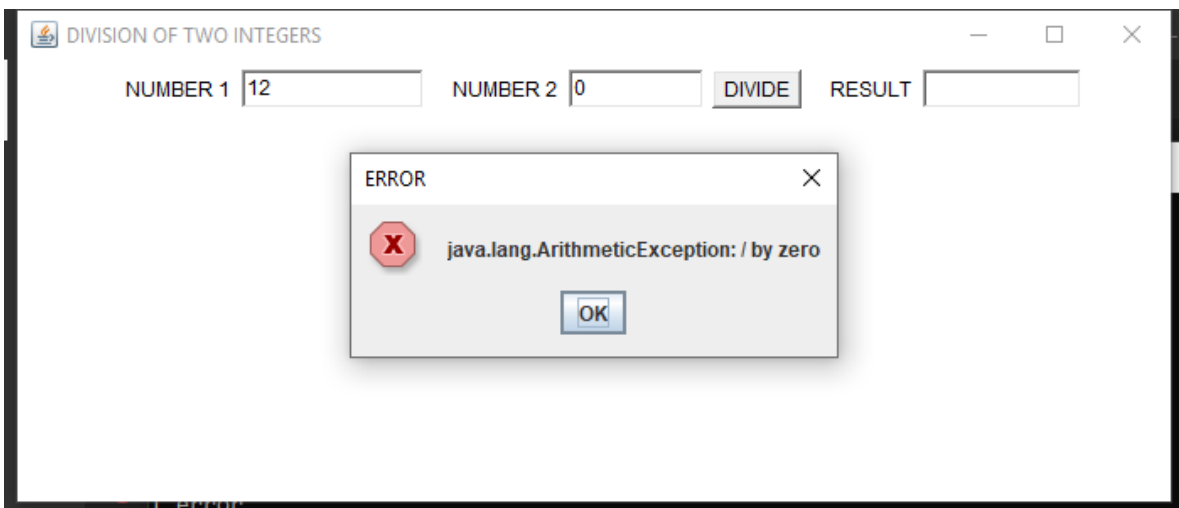 DIVISION OF TWO INTEGERS
NUMBER 1 12 NUMBER 2 0 DIVIDE RESULT
ERROR
X java.lang.ArithmeticException: / by zero
OK
error